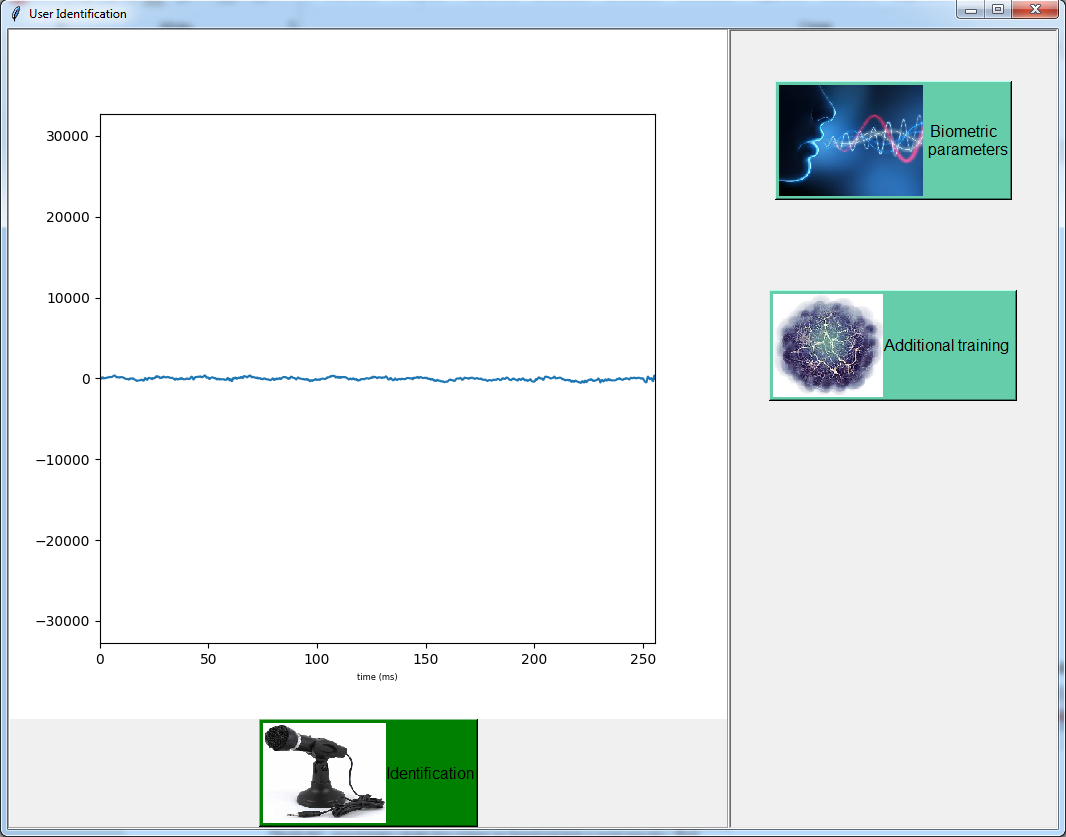 User Identification
30000
20000
10000
0
−10000
−20000
−30000
0 50 100 150 200 250
time (ms)
Biometric
parameters
Additional training
Identification